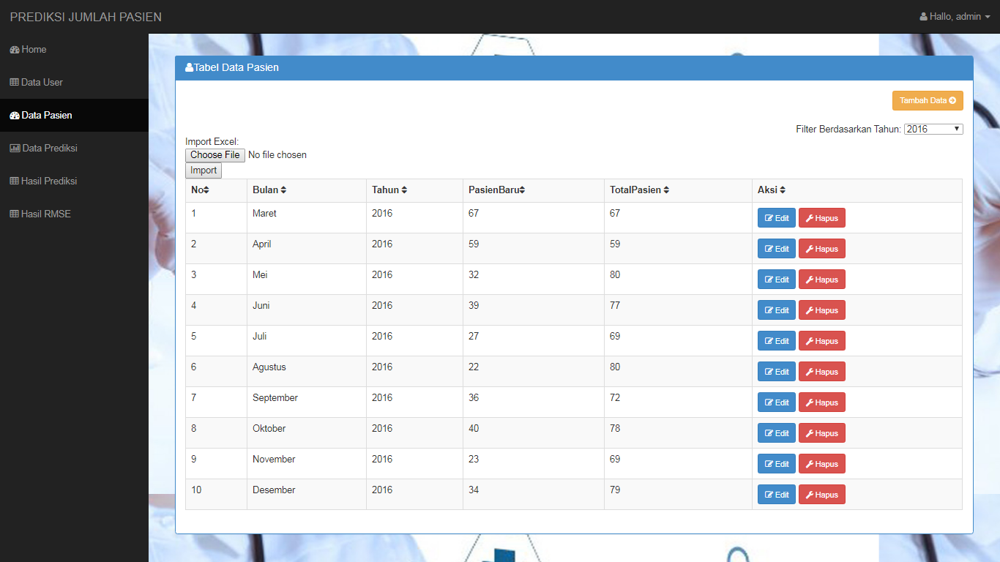 PREDIKSI JUMLAH PASIEN
Hallo, admin
Home
Data User
Data Pasien
Data Prediksi
Hasil Prediksi
Hasil RMSE
Tabel Data Pasien
Tambah Data
Filter Berdasarkan Tahun: 2016
Import Excel:
Choose File No file chosen
Import
No Bulan Tahun PasienBaru TotalPasien Aksi
1 Maret 2016 67 67 Edit Hapus
2 April 2016 59 59 Edit Hapus
3 Mei 2016 32 80 Edit Hapus
4 Juni 2016 39 77 Edit Hapus
5 Juli 2016 27 69 Edit Hapus
6 Agustus 2016 22 80 Edit Hapus
7 September 2016 36 72 Edit Hapus
8 Oktober 2016 40 78 Edit Hapus
9 November 2016 23 69 Edit Hapus
10 Desember 2016 34 79 Edit Hapus